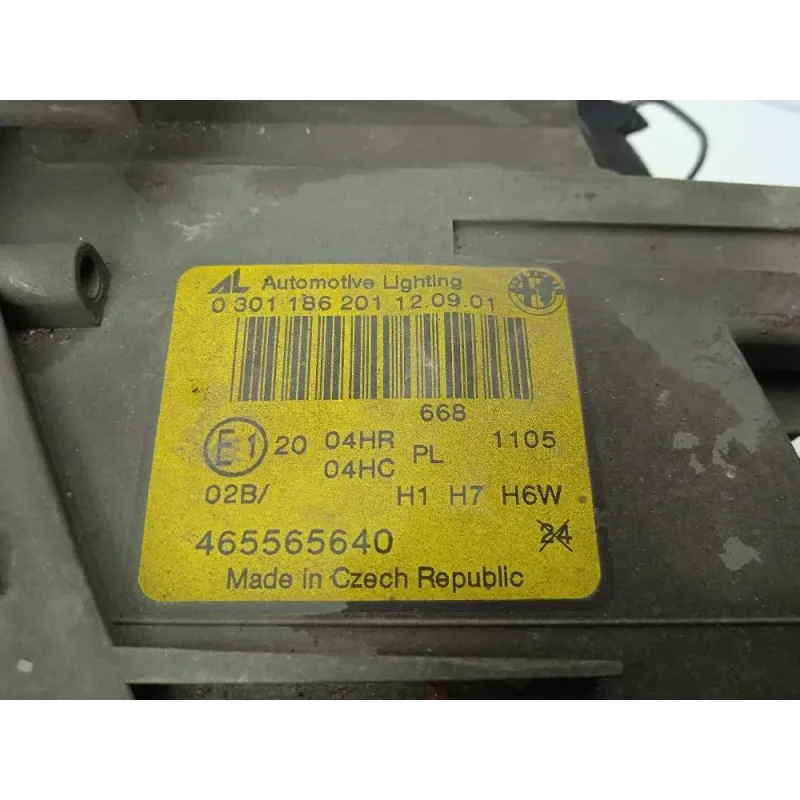 AL Automotive Lighting
0 301 186 201 12.09.01
668
E1 20 04HR PL 1105
04HC
02B/ H1 H7 H6W
465565640 24
Made in Czech Republic